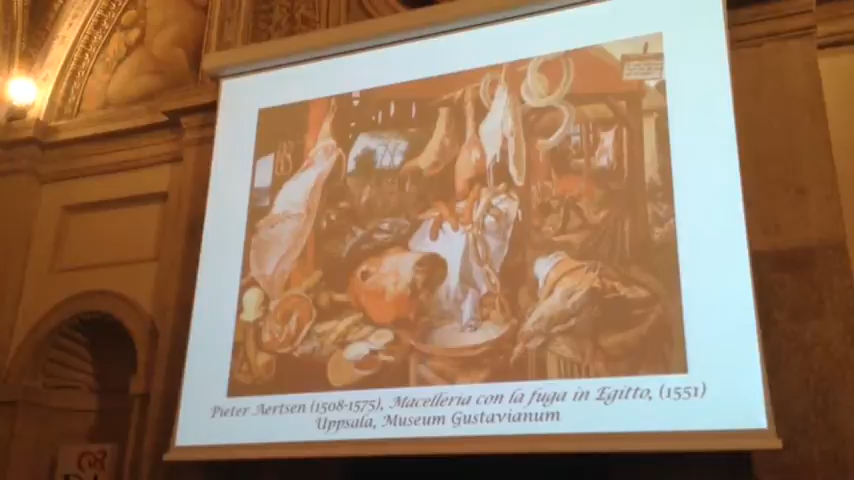 Pieter Aertsen (1508-1575), Macelleria con la fuga in Egitto, (1551)
Uppsala, Museum Gustavianum